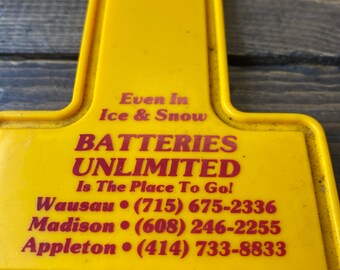 Even In
Ice & Snow
BATTERIES
UNLIMITED
Is The Place To Go!
Wausau • (715) 675-2336
Madison • (608) 246-2255
Appleton • (414) 733-8833